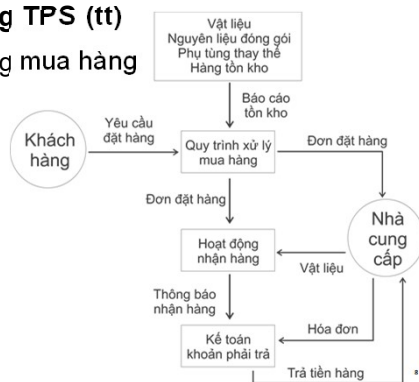 g TPS (tt)
g mua hàng
Vật liệu
Nguyên liệu đóng gói
Phụ tùng thay thế
Hàng tồn kho
Báo cáo
tồn kho
Yêu cầu
đặt hàng
Khách
hàng
Quy trình xử lý
mua hàng
Đơn đặt hàng
Đơn đặt hàng
Nhà
cung
cấp
Hoạt động
nhận hàng
Vật liệu
Thông báo
nhận hàng
Kế toán
khoản phải trả
Hóa đơn
Trả tiền hàng